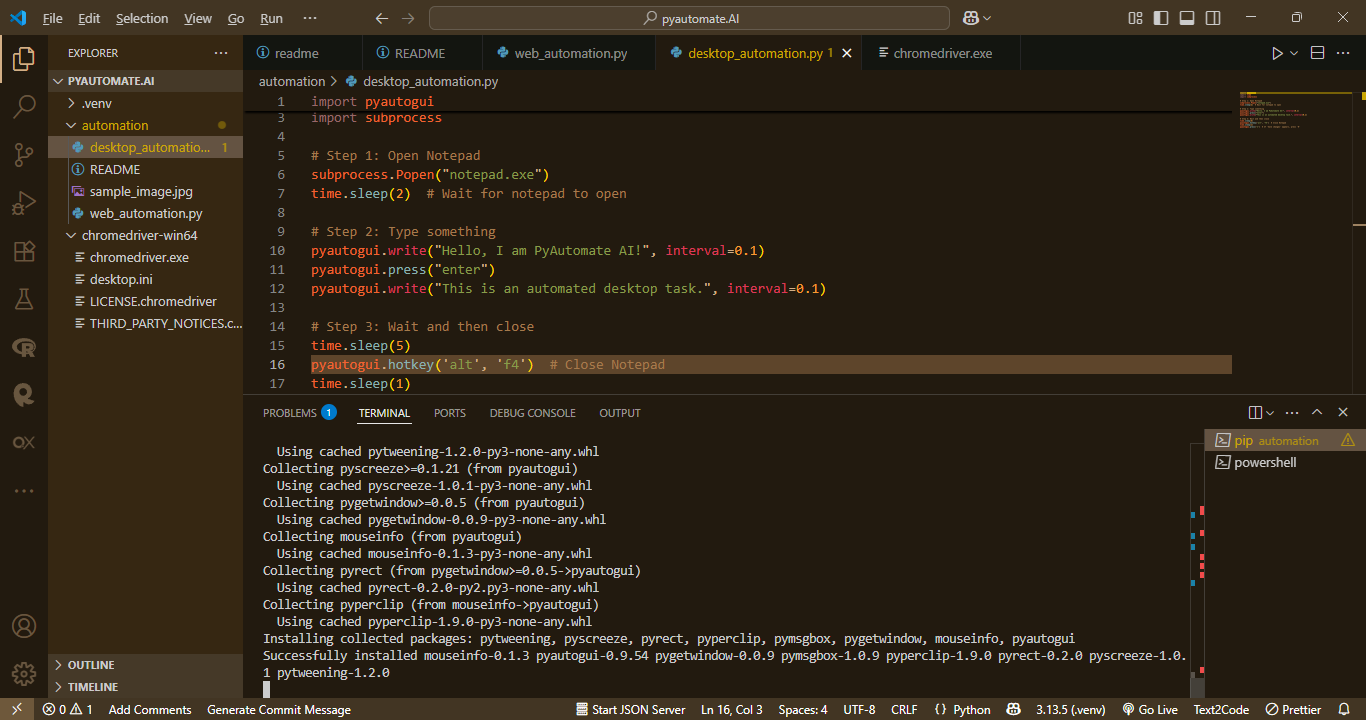 File Edit Selection View Go Run ··· pyautomate.AI
EXPLORER ···
PYAUTOMATE.AI
.venv
automation
desktop_automatio... 1
README
sample_image.jpg
web_automation.py
chromedriver-win64
chromedriver.exe
desktop.ini
LICENSE.chromedriver
THIRD_PARTY_NOTICES.c...
OUTLINE
TIMELINE
readme README web_automation.py desktop_automation.py 1 chromedriver.exe
automation > desktop_automation.py
1 import pyautogui
3 import subprocess
4
5 # Step 1: Open Notepad
6 subprocess.Popen("notepad.exe")
7 time.sleep(2)  # Wait for notepad to open
8
9 # Step 2: Type something
10 pyautogui.write("Hello, I am PyAutomate AI!", interval=0.1)
11 pyautogui.press("enter")
12 pyautogui.write("This is an automated desktop task.", interval=0.1)
13
14 # Step 3: Wait and then close
15 time.sleep(5)
16 pyautogui.hotkey('alt', 'f4')  # Close Notepad
17 time.sleep(1)
PROBLEMS 1 TERMINAL PORTS DEBUG CONSOLE OUTPUT
Using cached pytweening-1.2.0-py3-none-any.whl
Collecting pyscreeze>=0.1.21 (from pyautogui)
Using cached pyscreeze-1.0.1-py3-none-any.whl
Collecting pygetwindow>=0.0.5 (from pyautogui)
Using cached pygetwindow-0.0.9-py3-none-any.whl
Collecting mouseinfo (from pyautogui)
Using cached mouseinfo-0.1.3-py3-none-any.whl
Collecting pyrect (from pygetwindow>=0.0.5->pyautogui)
Using cached pyrect-0.2.0-py2.py3-none-any.whl
Collecting pyperclip (from mouseinfo->pyautogui)
Using cached pyperclip-1.9.0-py3-none-any.whl
Installing collected packages: pytweening, pyscreeze, pyrect, pyperclip, pymsgbox, pygetwindow, mouseinfo, pyautogui
Successfully installed mouseinfo-0.1.3 pyautogui-0.9.54 pygetwindow-0.0.9 pymsgbox-1.0.9 pyperclip-1.9.0 pyrect-0.2.0 pyscreeze-1.0.
1 pytweening-1.2.0
pip automation
powershell
0 1 Add Comments Generate Commit Message Start JSON Server Ln 16, Col 3 Spaces: 4 UTF-8 CRLF {} Python 3.13.5 (.venv) Go Live Text2Code Prettier